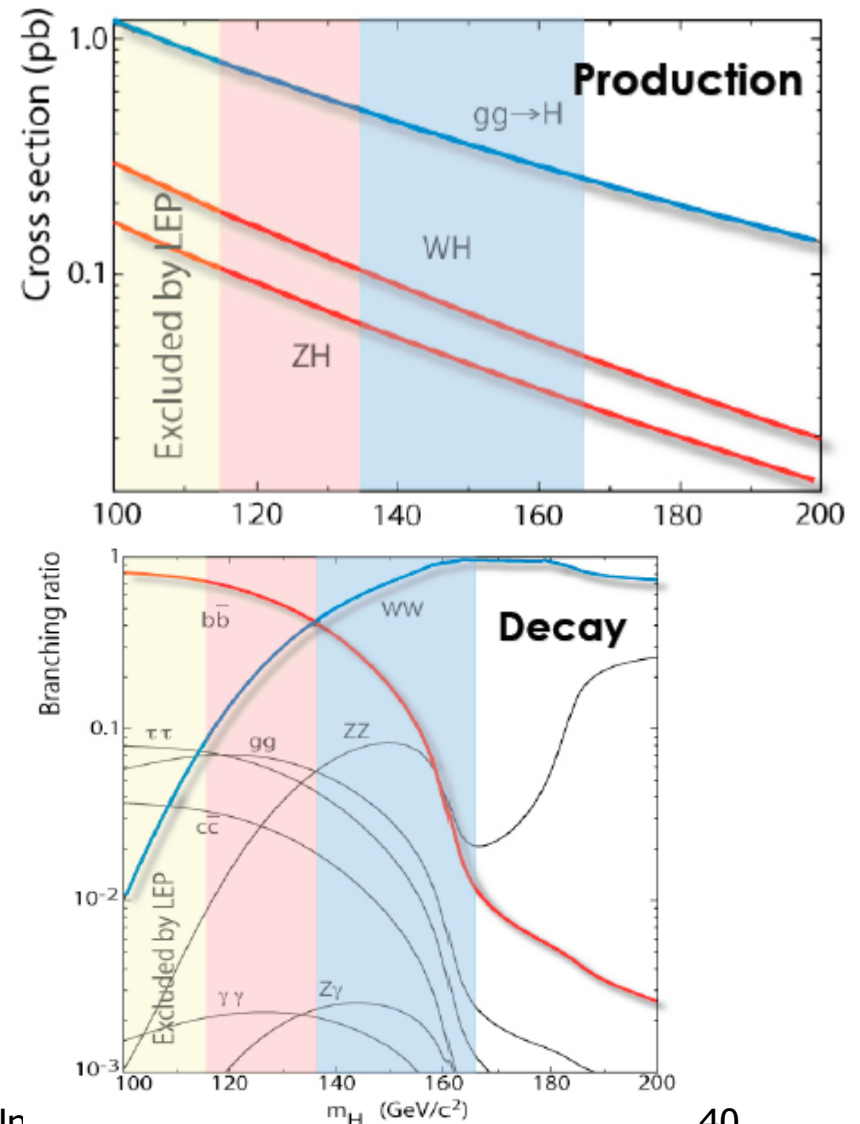 Cross section (pb)
1.0
0.1
Production
gg→H
WH
ZH
Excluded by LEP
100 120 140 160 180 200
Branching ratio
1
0.1
10⁻²
10⁻³
bb̄
WW
Decay
ττ
gg
ZZ
cc̄
Excluded by LEP
γγ
Zγ
100 120 140 160 180 200
m_H (GeV/c²)
40